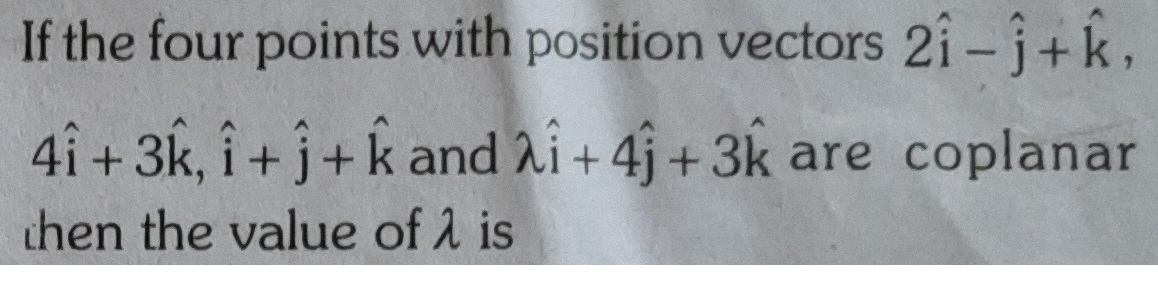 If the four points with position vectors 2î − ĵ + k̂,
4î + 3k̂, î + ĵ + k̂ and λî + 4ĵ + 3k̂ are coplanar
then the value of λ is